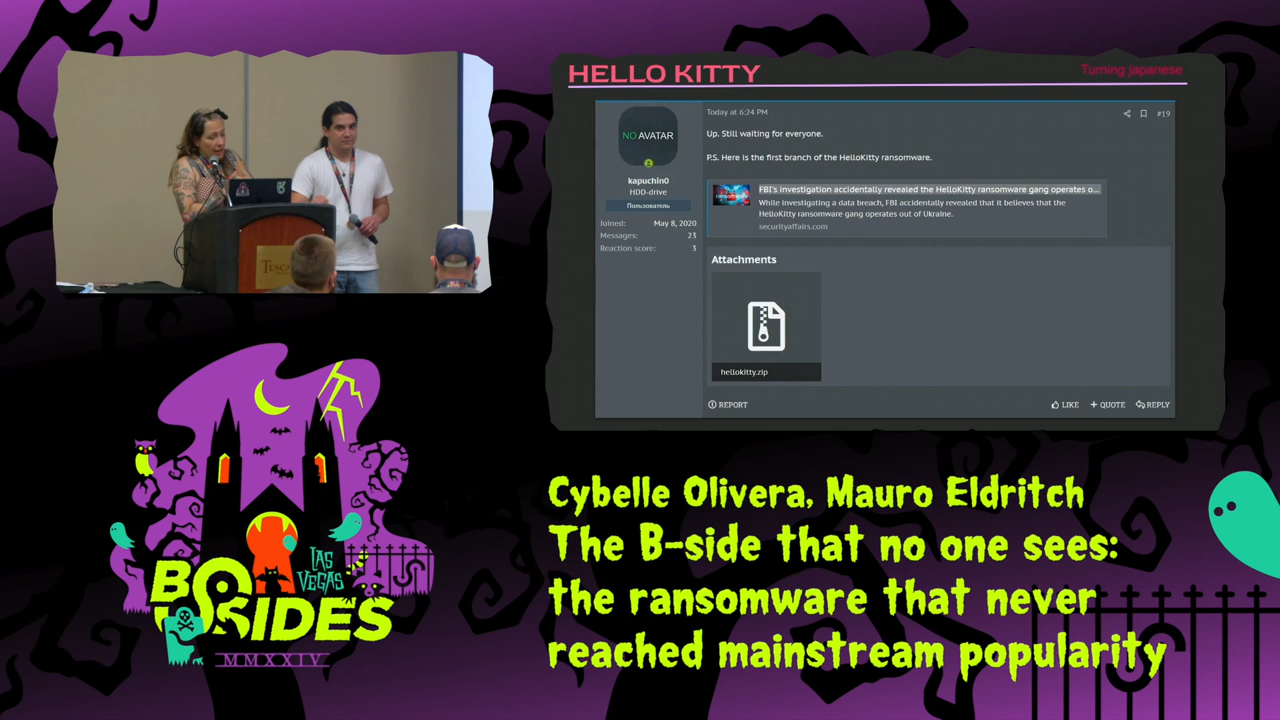 HELLO KITTY
Turning japanese
NO AVATAR
kapuchin0
HDD-drive
Пользователь
Joined: May 8, 2020
Messages: 23
Reaction score: 3
Today at 6:24 PM
#19
Up. Still waiting for everyone.
P.S. Here is the first branch of the HelloKitty ransomware.
FBI's investigation accidentally revealed the HelloKitty ransomware gang operates o...
While investigating a data breach, FBI accidentally revealed that it believes that the
HelloKitty ransomware gang operates out of Ukraine.
securityaffairs.com
Attachments
hellokitty.zip
REPORT
LIKE
+ QUOTE
REPLY
LAS
VEGAS
BSIDES
MMXXIV
Cybelle Olivera, Mauro Eldritch
The B-side that no one sees:
the ransomware that never
reached mainstream popularity